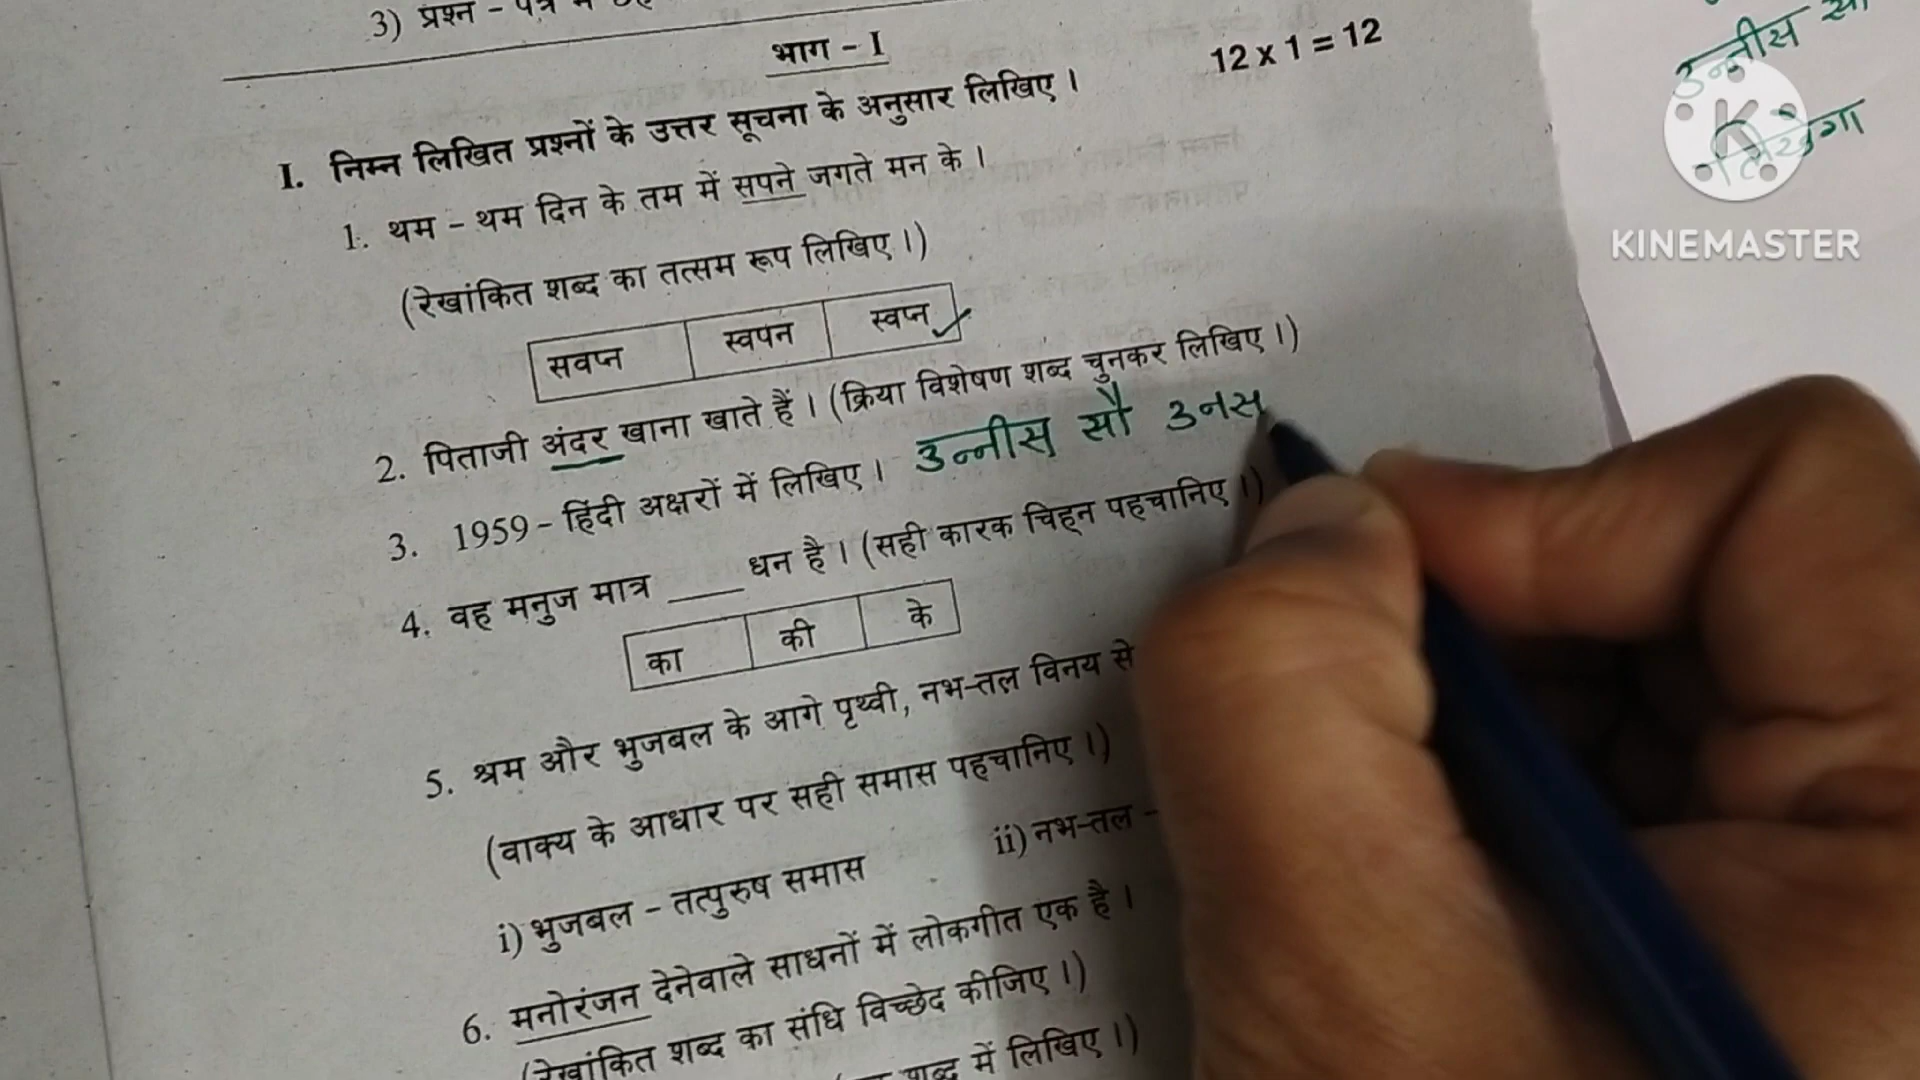 3) प्रश्न - पत्र में
भाग - I
12 x 1 = 12
I. निम्न लिखित प्रश्नों के उत्तर सूचना के अनुसार लिखिए ।
1. थम - थम दिन के तम में सपने जगते मन के ।
(रेखांकित शब्द का तत्सम रूप लिखिए ।)
सवप्न स्वपन स्वप्न
2. पिताजी अंदर खाना खाते हैं । (क्रिया विशेषण शब्द चुनकर लिखिए ।)
3. 1959 - हिंदी अक्षरों में लिखिए । उन्नीस सौ उनस
4. वह मनुज मात्र ____ धन है । (सही कारक चिह्न पहचानिए ।)
का की के
5. श्रम और भुजबल के आगे पृथ्वी, नभ-तल विनय से
(वाक्य के आधार पर सही समास पहचानिए ।)
i) भुजबल - तत्पुरुष समास ii) नभ-तल -
6. मनोरंजन देनेवाले साधनों में लोकगीत एक है ।
(रेखांकित शब्द का संधि विच्छेद कीजिए ।)
शब्द में लिखिए ।)
उन्नीस
KINEMASTER